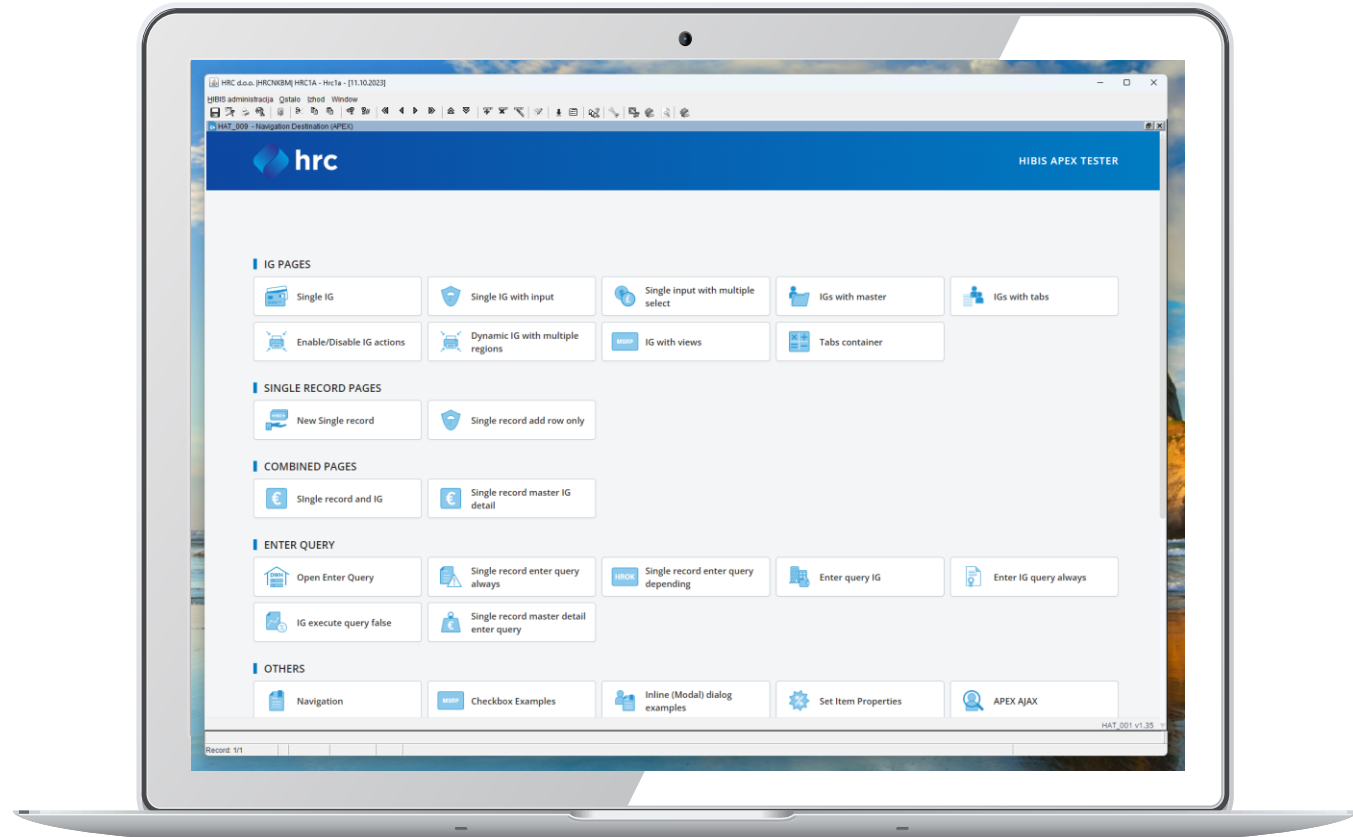 HRC d.o.o. |HRCNKBM| HRC1A - Hrc1a - [11.10.2023]
HIBIS administracija Ostalo Izhod Window
HAT_009 - Navigation Destination (APEX)
hrc
HIBIS APEX TESTER
IG PAGES
Single IG
Single IG with input
Single input with multiple
select
IGs with master
IGs with tabs
Enable/Disable IG actions
Dynamic IG with multiple
regions
MSRP
IG with views
Tabs container
SINGLE RECORD PAGES
New Single record
Single record add row only
COMBINED PAGES
SIngle record and IG
Single record master IG
detail
ENTER QUERY
Open Enter Query
Single record enter query
always
HROK
Single record enter query
depending
Enter query IG
Enter IG query always
IG execute query false
Single record master detail
enter query
OTHERS
Navigation
MSRP
Checkbox Examples
Inline (Modal) dialog
examples
Set Item Properties
APEX AJAX
HAT_001 v1.35
Record: 1/1